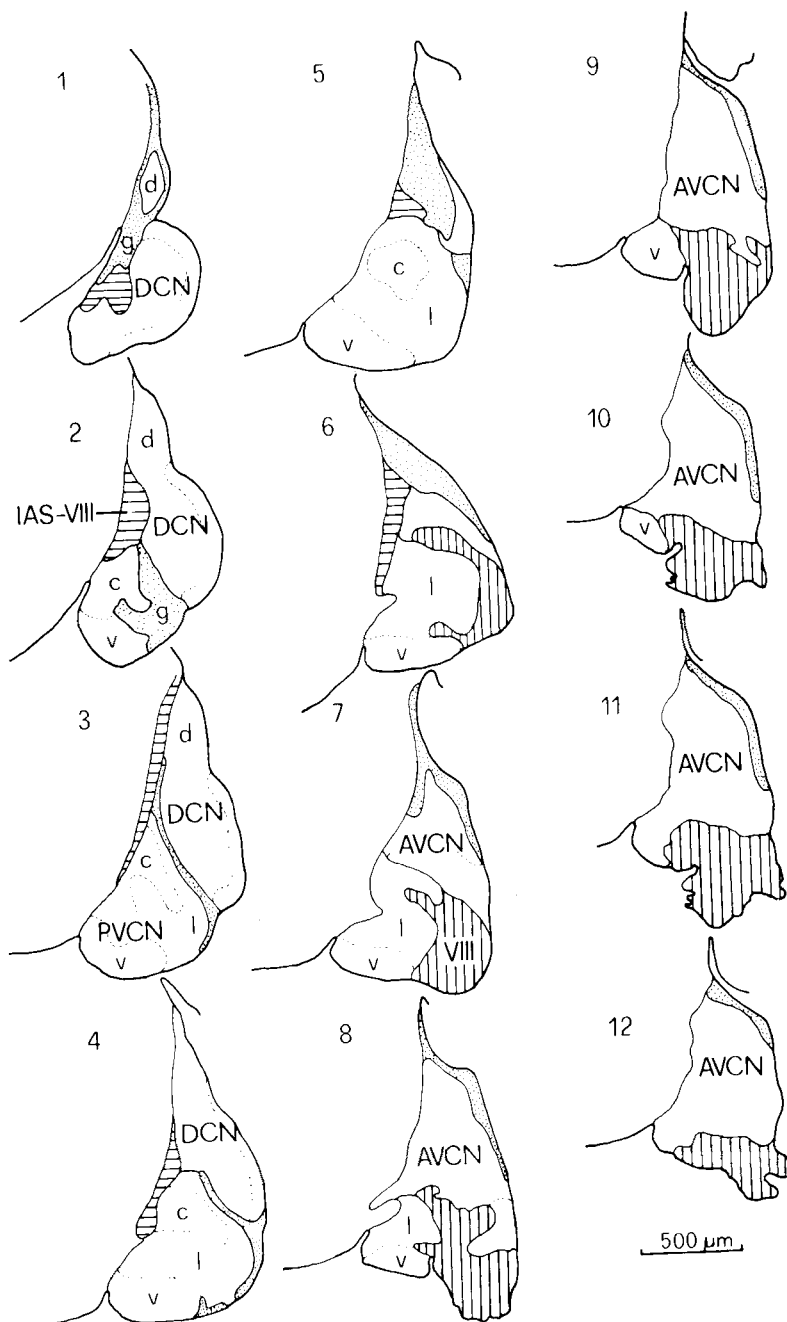 1
d
g
DCN
2
d
IAS-VIII
DCN
c
g
v
3
d
DCN
c
PVCN
l
v
4
DCN
c
l
v
5
c
l
v
6
l
v
7
AVCN
l
VIII
v
8
AVCN
l
v
9
AVCN
v
10
AVCN
v
11
AVCN
12
AVCN
500 μm